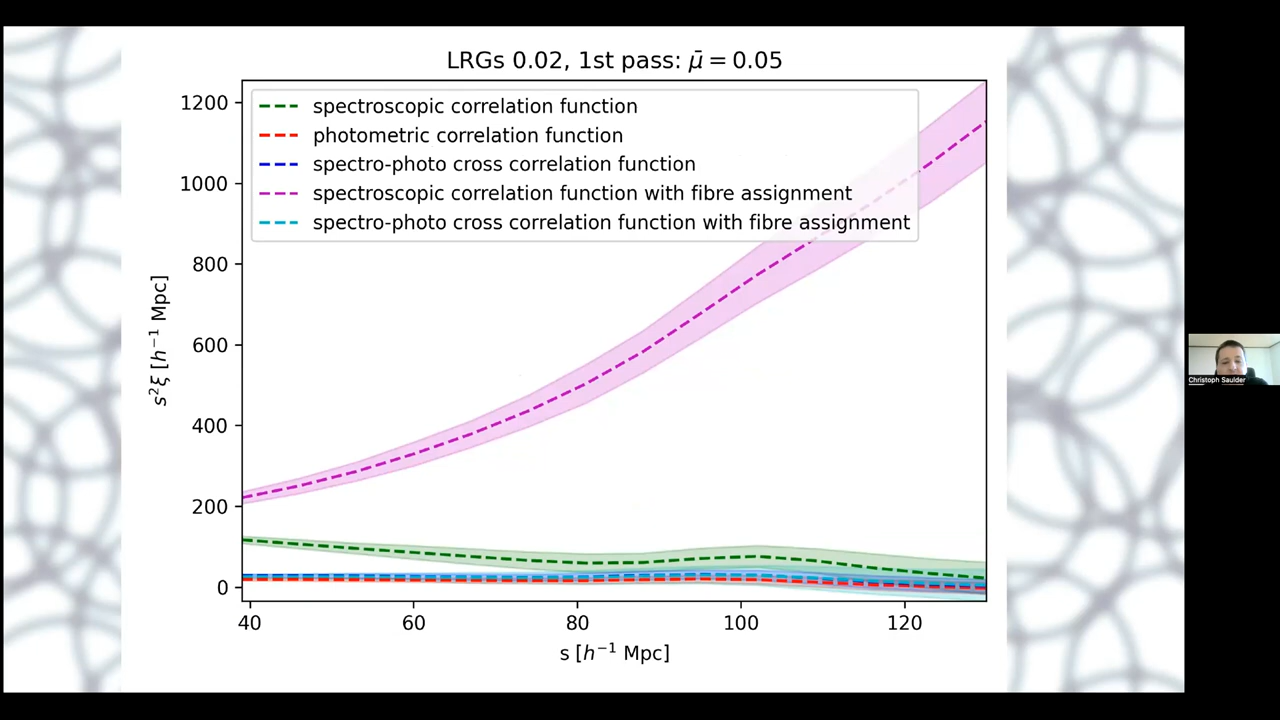 LRGs 0.02, 1st pass: μ̄ = 0.05
spectroscopic correlation function
photometric correlation function
spectro-photo cross correlation function
spectroscopic correlation function with fibre assignment
spectro-photo cross correlation function with fibre assignment
1200
1000
800
600
400
200
0
s²ξ [h⁻¹ Mpc]
40 60 80 100 120
s [h⁻¹ Mpc]
Christoph Saulder